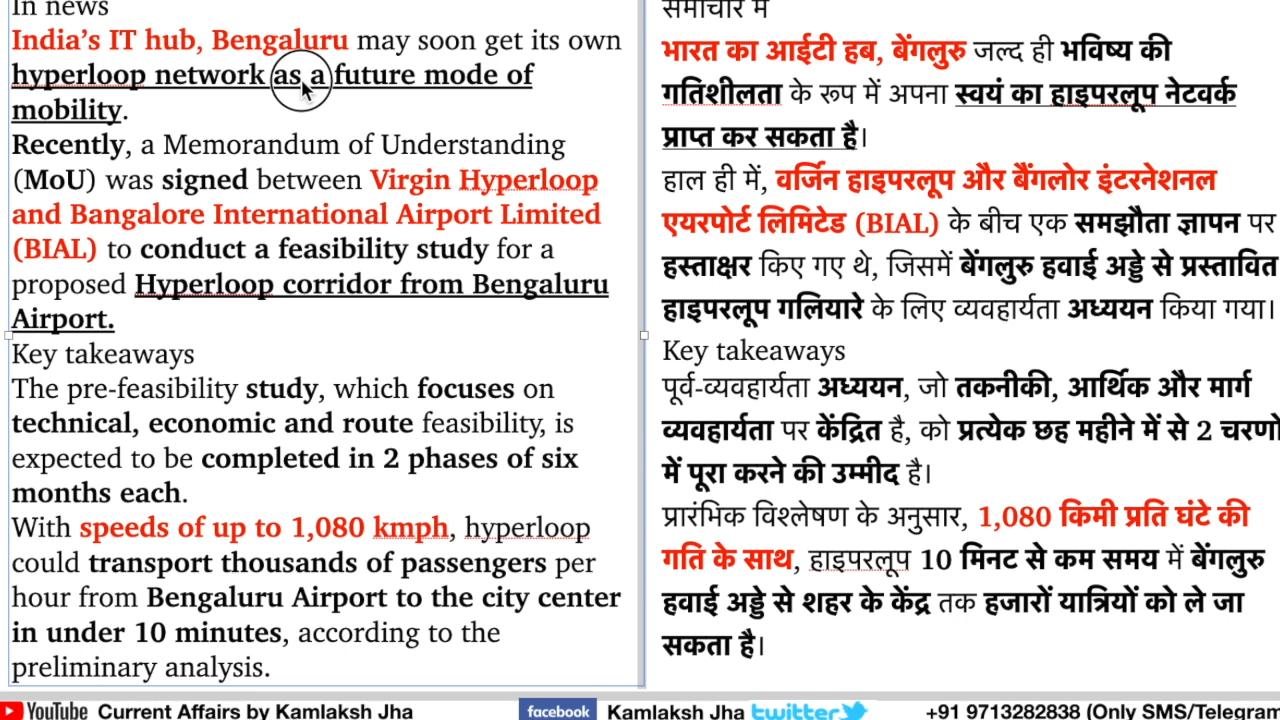 In news
India’s IT hub, Bengaluru may soon get its own
hyperloop network as a future mode of
mobility.
Recently, a Memorandum of Understanding
(MoU) was signed between Virgin Hyperloop
and Bangalore International Airport Limited
(BIAL) to conduct a feasibility study for a
proposed Hyperloop corridor from Bengaluru
Airport.
Key takeaways
The pre-feasibility study, which focuses on
technical, economic and route feasibility, is
expected to be completed in 2 phases of six
months each.
With speeds of up to 1,080 kmph, hyperloop
could transport thousands of passengers per
hour from Bengaluru Airport to the city center
in under 10 minutes, according to the
preliminary analysis.
समाचार में
भारत का आईटी हब, बेंगलुरु जल्द ही भविष्य की
गतिशीलता के रूप में अपना स्वयं का हाइपरलूप नेटवर्क
प्राप्त कर सकता है।
हाल ही में, वर्जिन हाइपरलूप और बैंगलोर इंटरनेशनल
एयरपोर्ट लिमिटेड (BIAL) के बीच एक समझौता ज्ञापन पर
हस्ताक्षर किए गए थे, जिसमें बेंगलुरु हवाई अड्डे से प्रस्तावित
हाइपरलूप गलियारे के लिए व्यवहार्यता अध्ययन किया गया।
Key takeaways
पूर्व-व्यवहार्यता अध्ययन, जो तकनीकी, आर्थिक और मार्ग
व्यवहार्यता पर केंद्रित है, को प्रत्येक छह महीने में से 2 चरणों
में पूरा करने की उम्मीद है।
प्रारंभिक विश्लेषण के अनुसार, 1,080 किमी प्रति घंटे की
गति के साथ, हाइपरलूप 10 मिनट से कम समय में बेंगलुरु
हवाई अड्डे से शहर के केंद्र तक हजारों यात्रियों को ले जा
सकता है।
YouTube Current Affairs by Kamlaksh Jha facebook Kamlaksh Jha twitter +91 9713282838 (Only SMS/Telegram